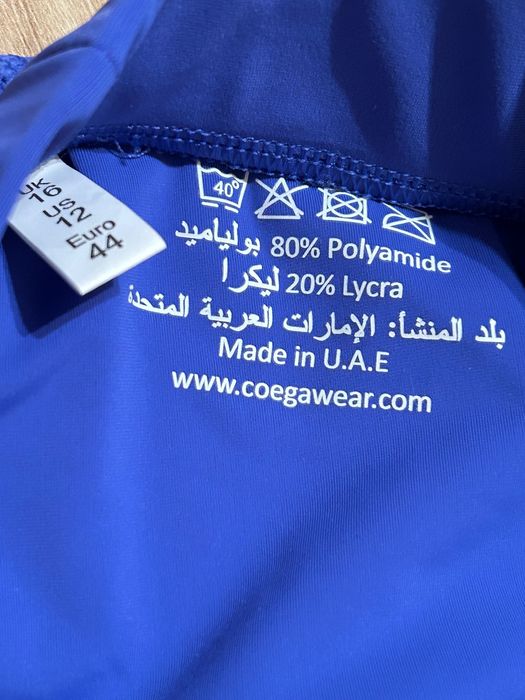 UK
16
US
12
Euro
44
40°
بولياميد 80% Polyamide
ليكرا 20% Lycra
بلد المنشأ: الإمارات العربية المتحدة
Made in U.A.E
www.coegawear.com